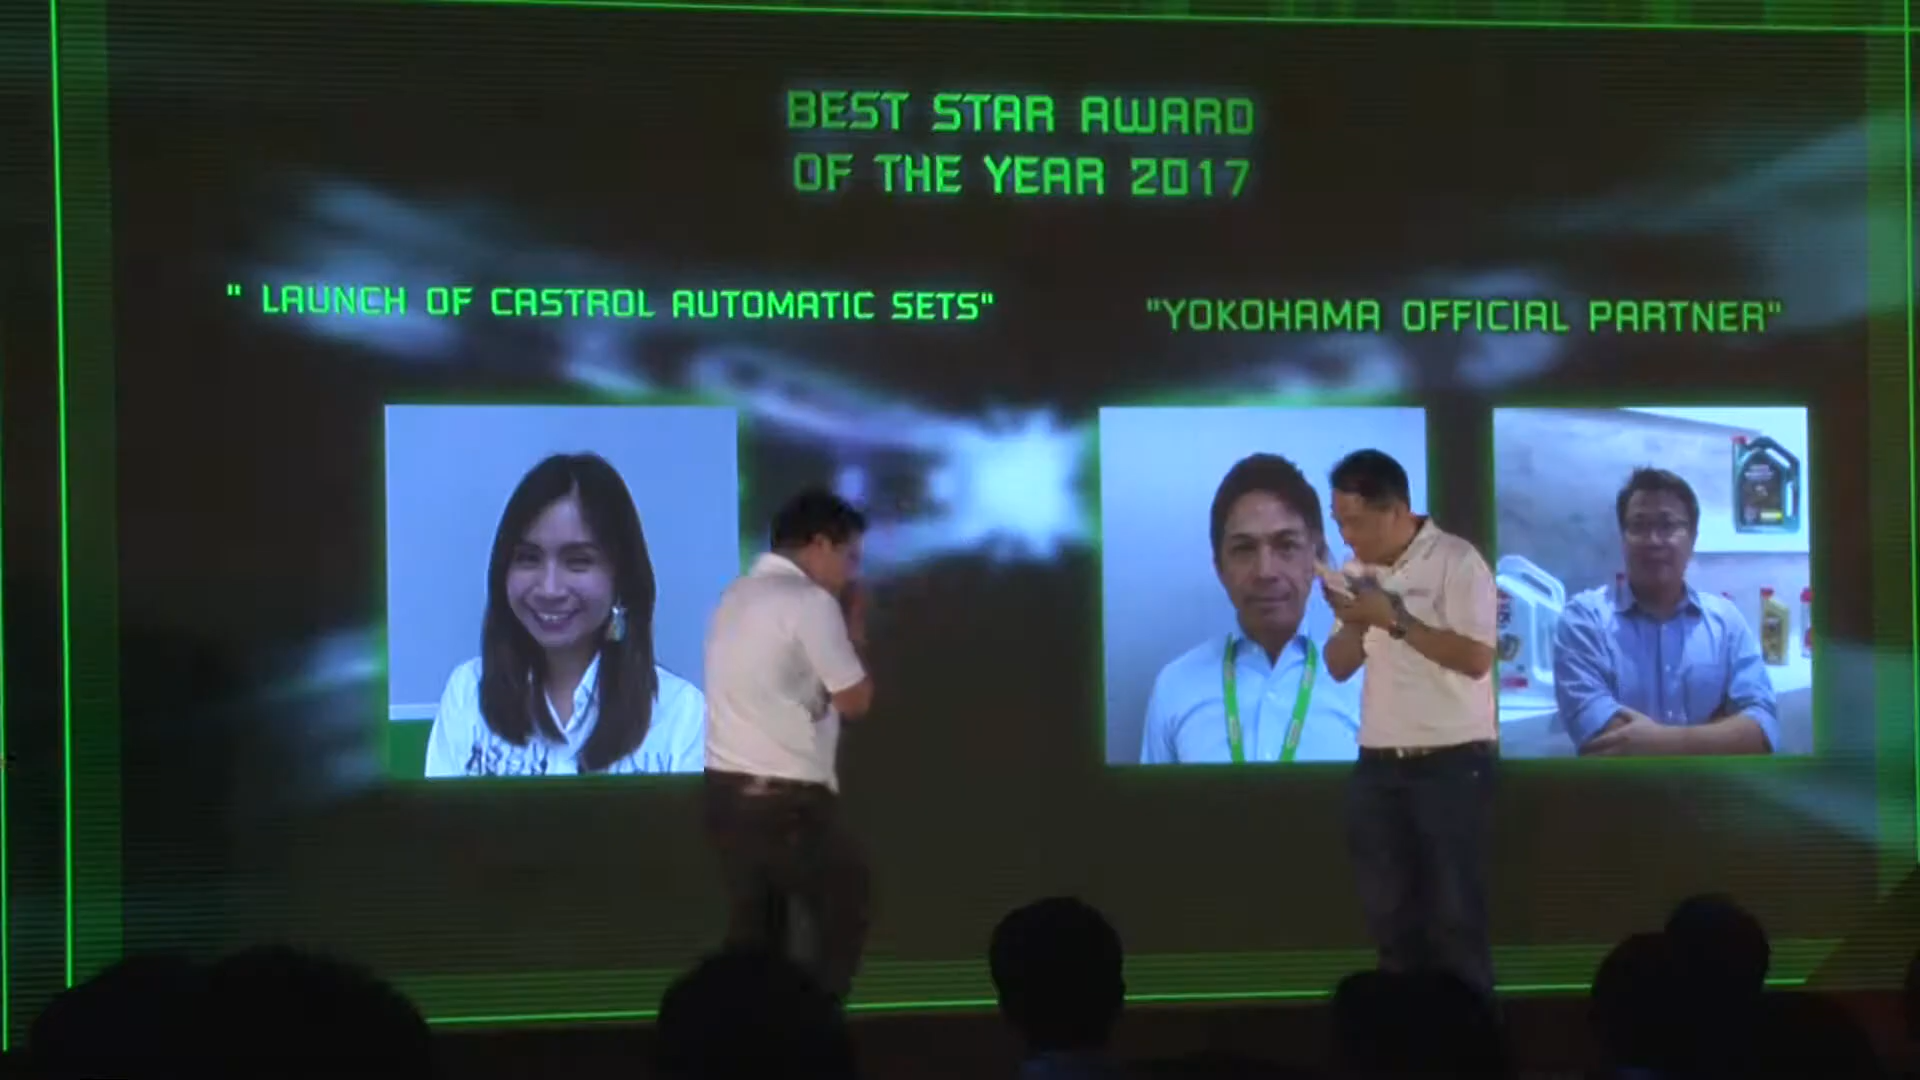 BEST STAR AWARD
OF THE YEAR 2017
" LAUNCH OF CASTROL AUTOMATIC SETS"
"YOKOHAMA OFFICIAL PARTNER"